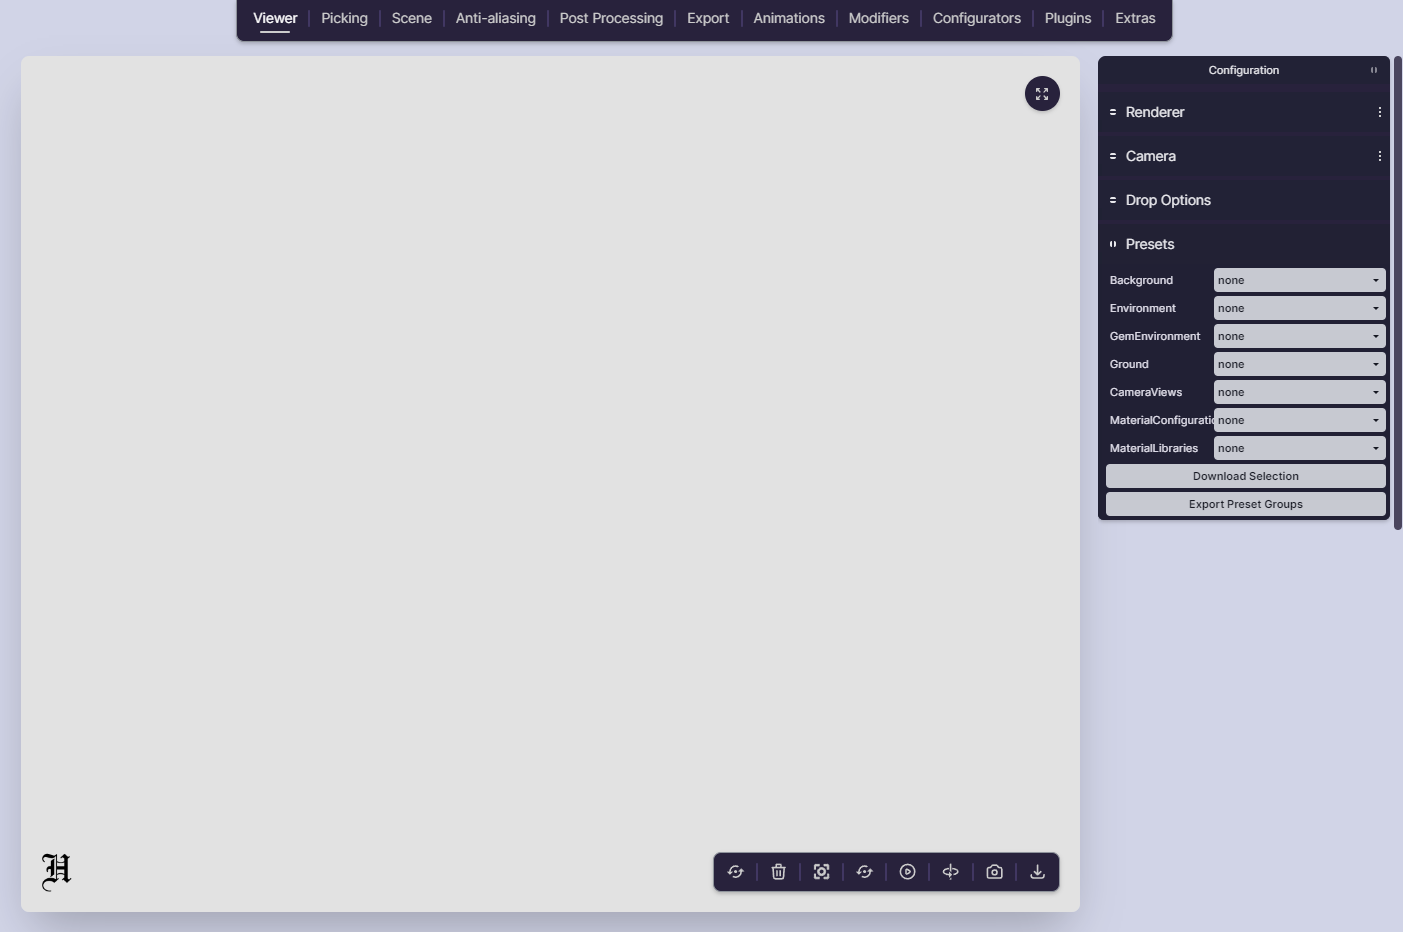 Viewer Picking Scene Anti-aliasing Post Processing Export Animations Modifiers Configurators Plugins Extras
Configuration
Renderer
Camera
Drop Options
Presets
Background none
Environment none
GemEnvironment none
Ground none
CameraViews none
MaterialConfiguratio none
MaterialLibraries none
Download Selection
Export Preset Groups
H